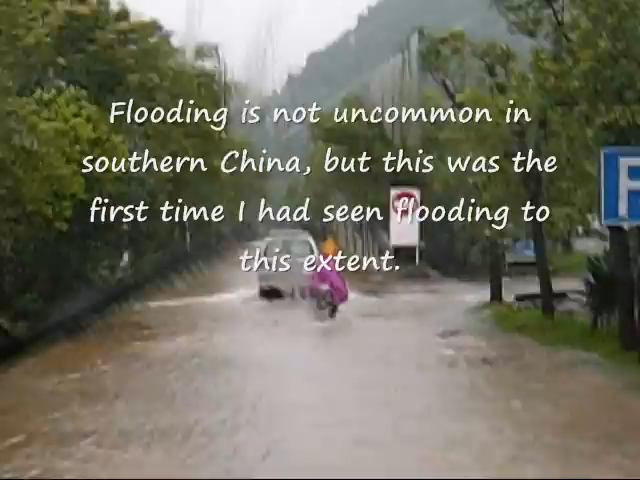 Flooding is not uncommon in
southern China, but this was the
first time I had seen flooding to
this extent.
P